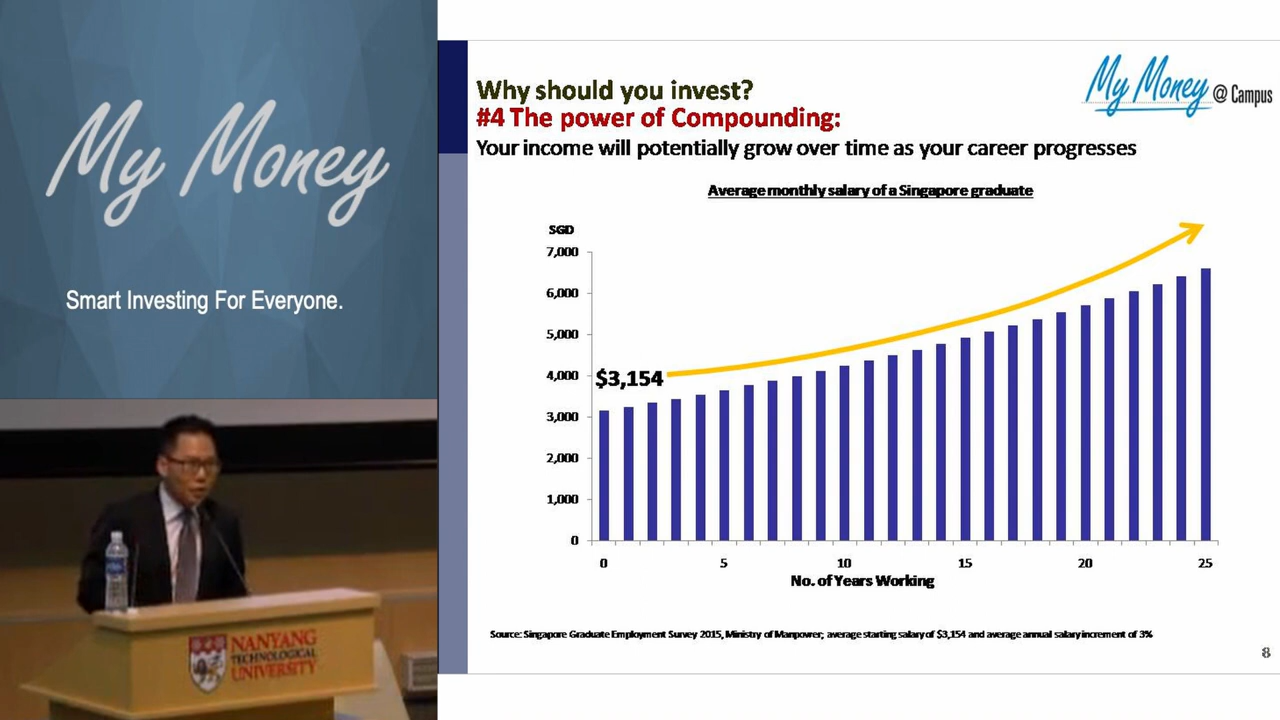 My Money
Smart Investing For Everyone.
NANYANG
TECHNOLOGICAL
UNIVERSITY
Why should you invest?
#4 The power of Compounding:
Your income will potentially grow over time as your career progresses
My Money @ Campus
Average monthly salary of a Singapore graduate
SGD
7,000
6,000
5,000
4,000
3,000
2,000
1,000
0
$3,154
0 5 10 15 20 25
No. of Years Working
Source: Singapore Graduate Employment Survey 2015, Ministry of Manpower; average starting salary of $3,154 and average annual salary increment of 3%
8